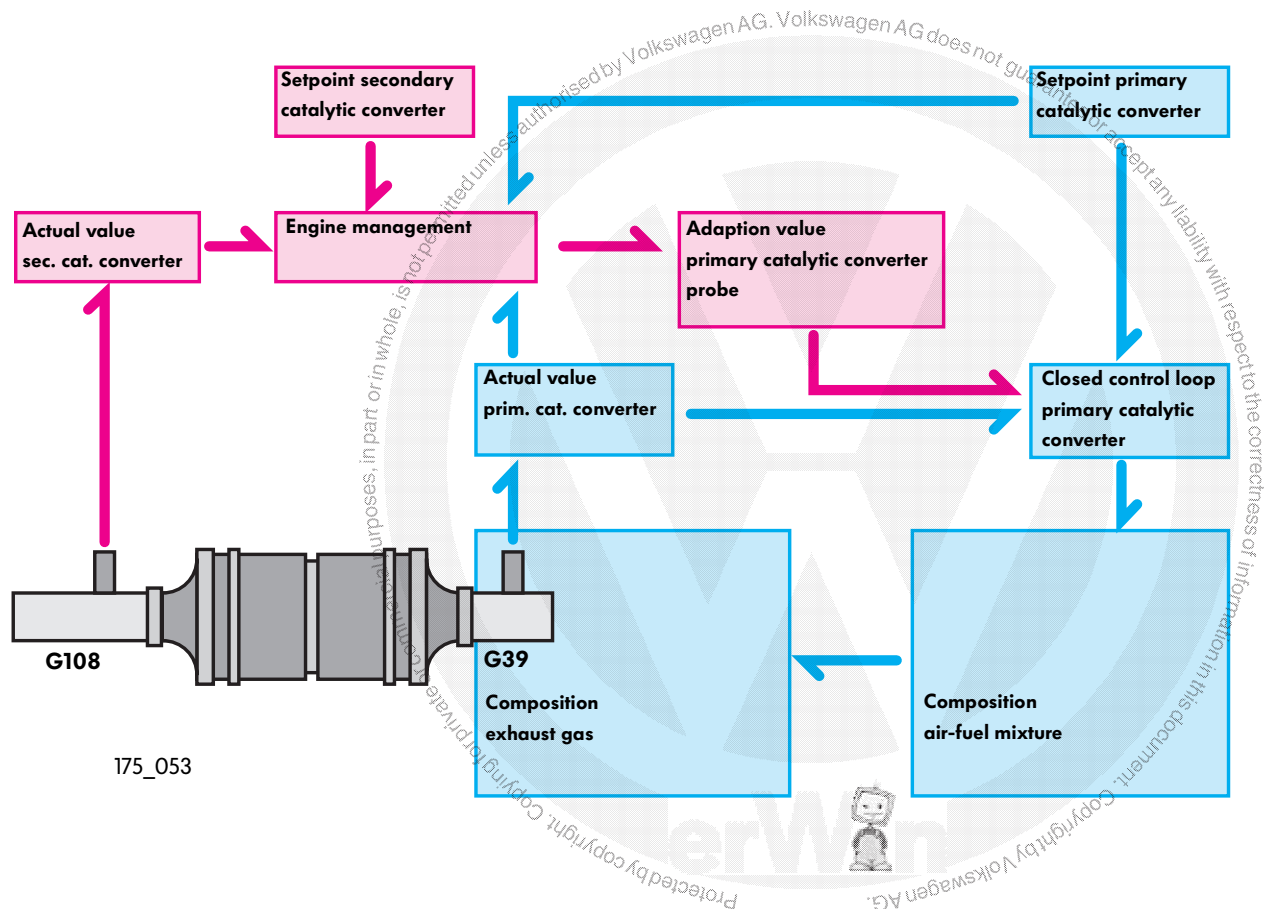 Setpoint secondary
catalytic converter
Setpoint primary
catalytic converter
Actual value
sec. cat. converter
Engine management
Adaption value
primary catalytic converter
probe
Actual value
prim. cat. converter
Closed control loop
primary catalytic
converter
G108
G39
Composition
exhaust gas
Composition
air-fuel mixture
175_053
Protected by copyright. Copying for private or commercial purposes, in part or in whole, is not permitted unless authorised by Volkswagen AG. Volkswagen AG does not guarantee or accept any liability with respect to the correctness of information in this document. Copyright by Volkswagen AG.